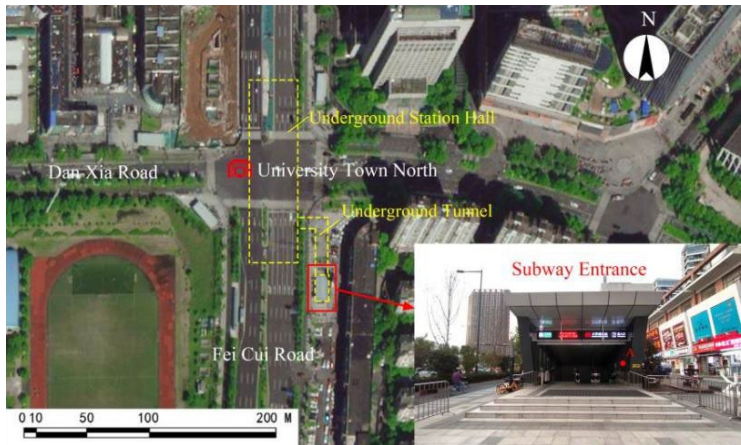 N
Underground Station Hall
Dan Xia Road
University Town North
Underground Tunnel
Subway Entrance
Fei Cui Road
0 10 50 100 200 M
A